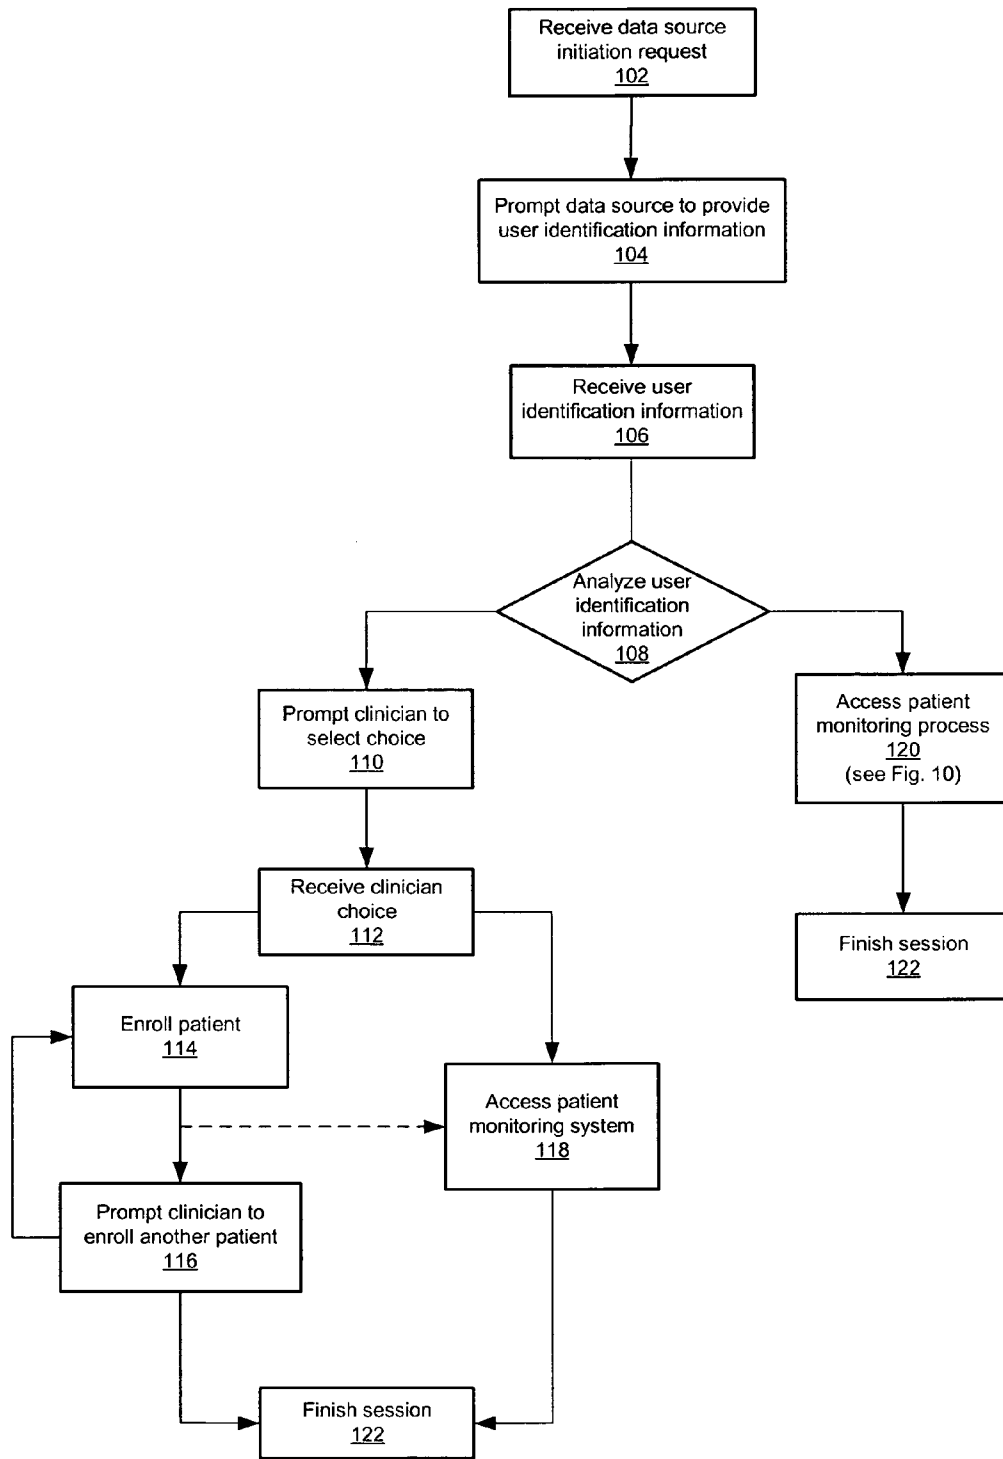 Receive data source
initiation request
102
Prompt data source to provide
user identification information
104
Receive user
identification information
106
Analyze user
identification
information
108
Prompt clinician to
select choice
110
Access patient
monitoring process
120
(see Fig. 10)
Receive clinician
choice
112
Finish session
122
Enroll patient
114
Access patient
monitoring system
118
Prompt clinician to
enroll another patient
116
Finish session
122